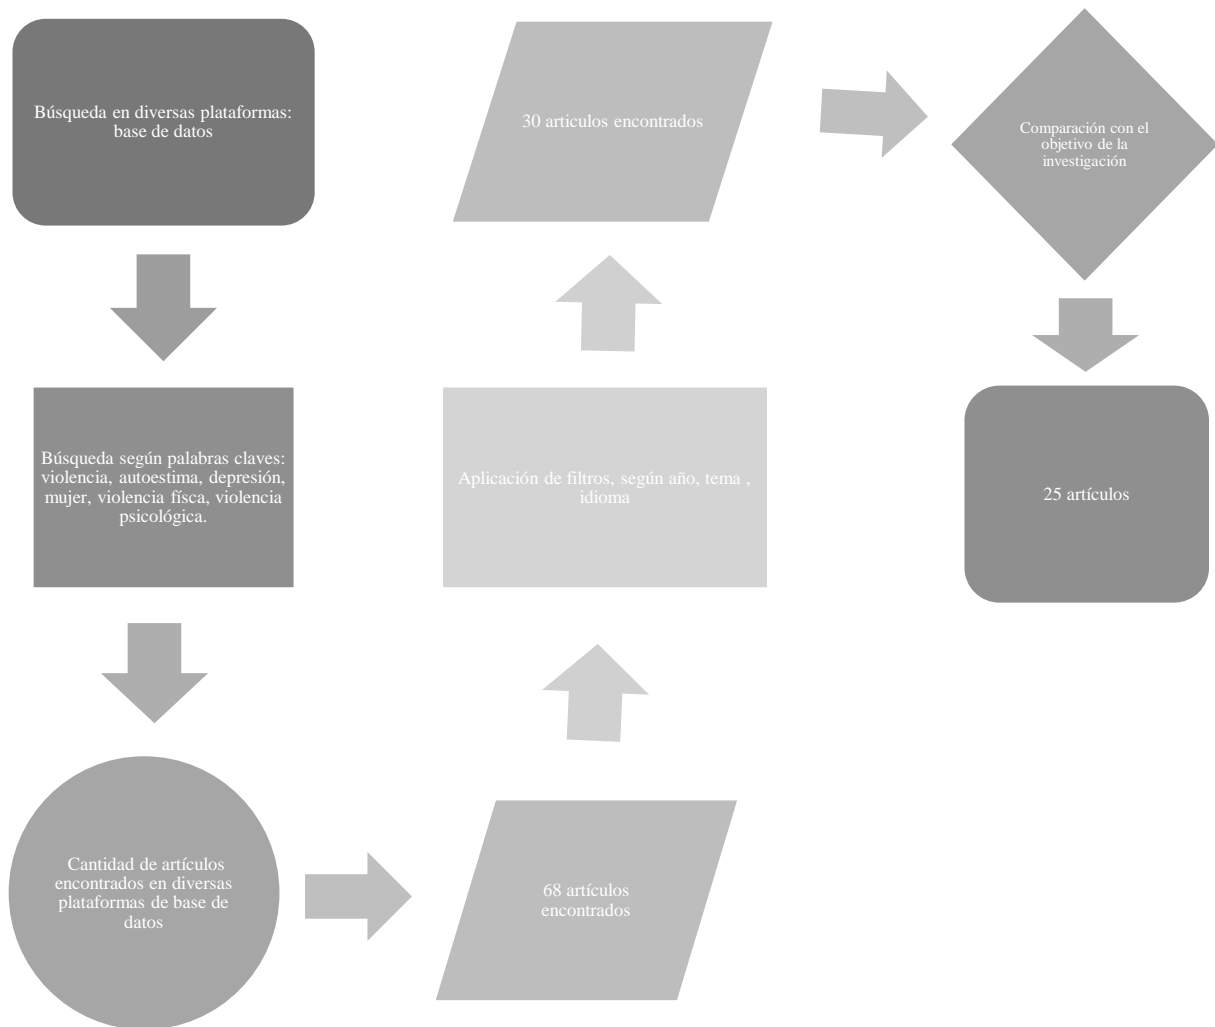 Búsqueda en diversas plataformas:
base de datos
Búsqueda según palabras claves:
violencia, autoestima, depresión,
mujer, violencia físca, violencia
psicológica.
Cantidad de artículos
encontrados en diversas
plataformas de base de
datos
68 artículos
encontrados
Aplicación de filtros, según año, tema ,
idioma
30 articulos encontrados
Comparación con el
objetivo de la
investigación
25 artículos